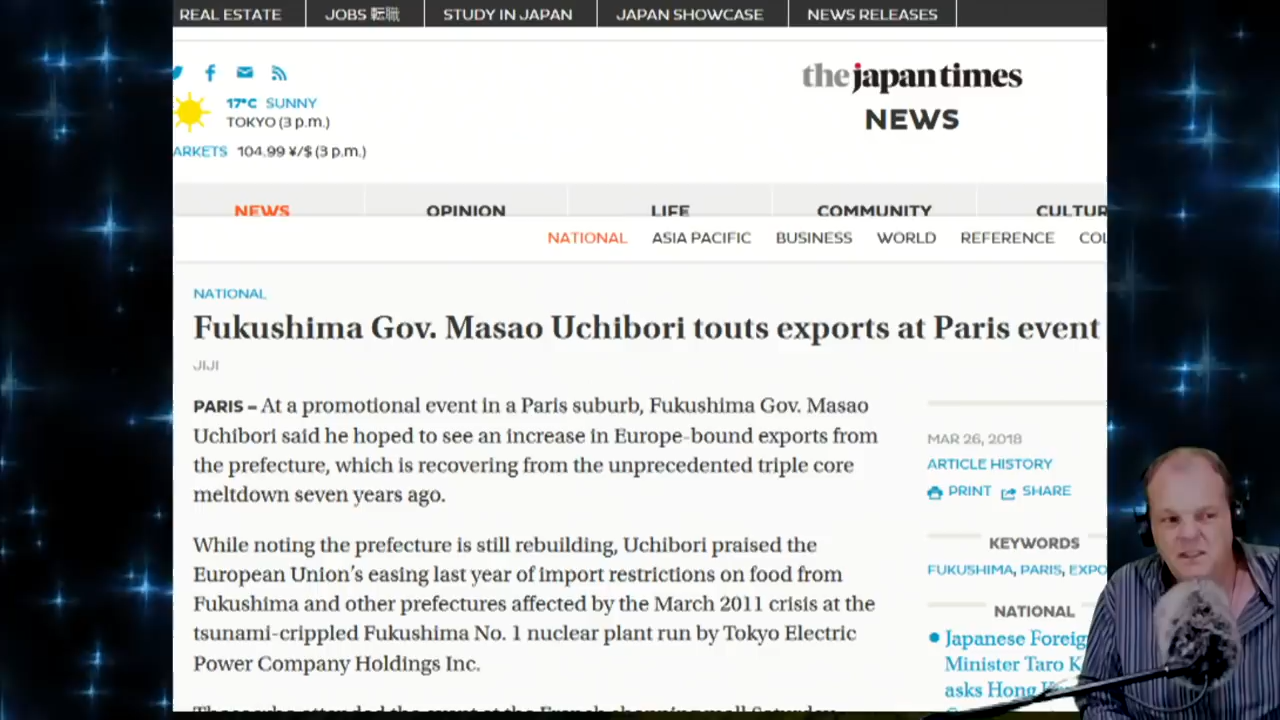 REAL ESTATE
JOBS 転職
STUDY IN JAPAN
JAPAN SHOWCASE
NEWS RELEASES
17°C SUNNY
TOKYO (3 p.m.)
ARKETS 104.99 ¥/$ (3 p.m.)
the japan times
NEWS
NEWS
OPINION
LIFE
COMMUNITY
CULTUR
NATIONAL
ASIA PACIFIC
BUSINESS
WORLD
REFERENCE
COL
NATIONAL
Fukushima Gov. Masao Uchibori touts exports at Paris event
JIJI
PARIS – At a promotional event in a Paris suburb, Fukushima Gov. Masao
Uchibori said he hoped to see an increase in Europe-bound exports from
the prefecture, which is recovering from the unprecedented triple core
meltdown seven years ago.
While noting the prefecture is still rebuilding, Uchibori praised the
European Union's easing last year of import restrictions on food from
Fukushima and other prefectures affected by the March 2011 crisis at the
tsunami-crippled Fukushima No. 1 nuclear plant run by Tokyo Electric
Power Company Holdings Inc.
MAR 26, 2018
ARTICLE HISTORY
PRINT SHARE
KEYWORDS
FUKUSHIMA, PARIS, EXPO
NATIONAL
Japanese Foreig
Minister Taro K
asks Hong